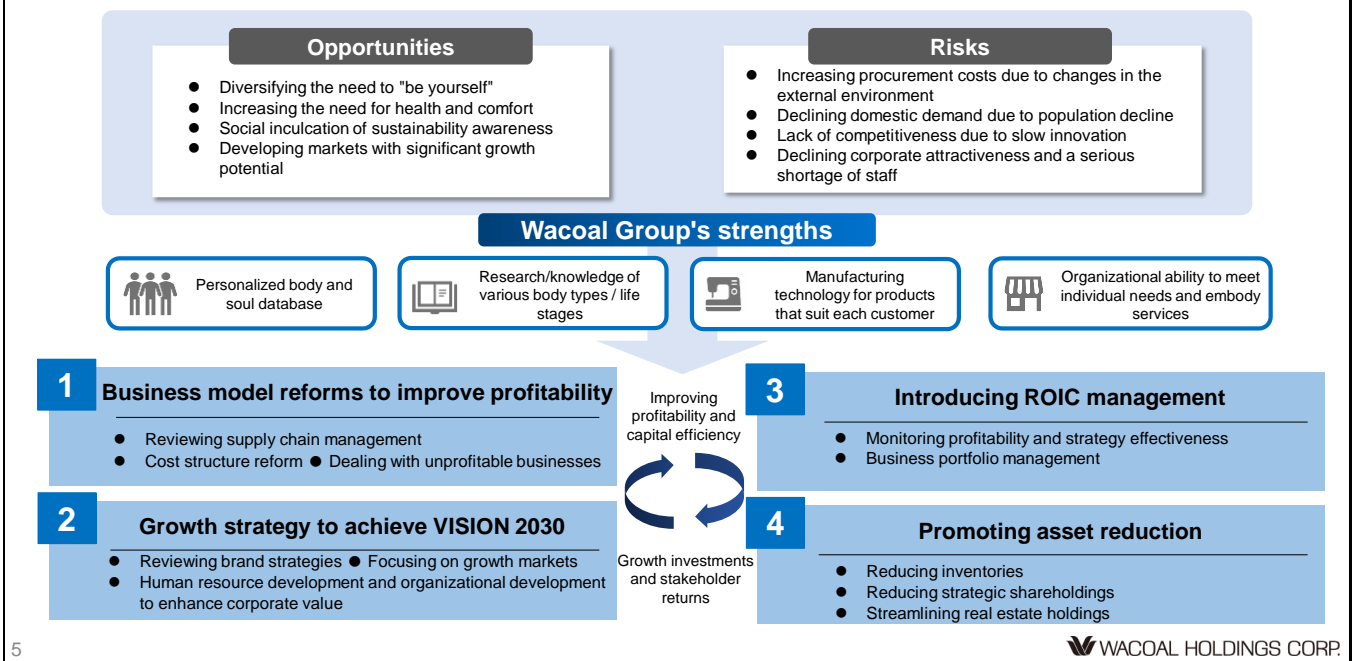 Opportunities
● Diversifying the need to "be yourself"
● Increasing the need for health and comfort
● Social inculcation of sustainability awareness
● Developing markets with significant growth
potential
Risks
● Increasing procurement costs due to changes in the
external environment
● Declining domestic demand due to population decline
● Lack of competitiveness due to slow innovation
● Declining corporate attractiveness and a serious
shortage of staff
Wacoal Group's strengths
Personalized body and
soul database
Research/knowledge of
various body types / life
stages
Manufacturing
technology for products
that suit each customer
Organizational ability to meet
individual needs and embody
services
1
Business model reforms to improve profitability
● Reviewing supply chain management
● Cost structure reform ● Dealing with unprofitable businesses
2
Growth strategy to achieve VISION 2030
● Reviewing brand strategies ● Focusing on growth markets
● Human resource development and organizational development
to enhance corporate value
Improving
profitability and
capital efficiency
Growth investments
and stakeholder
returns
3
Introducing ROIC management
● Monitoring profitability and strategy effectiveness
● Business portfolio management
4
Promoting asset reduction
● Reducing inventories
● Reducing strategic shareholdings
● Streamlining real estate holdings
5
WACOAL HOLDINGS CORP.